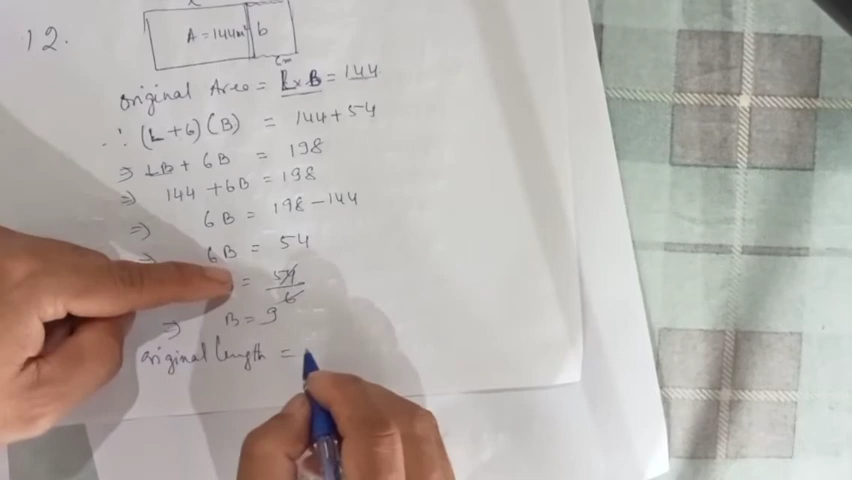 12.
A = 144m² b
6m
original Area = L x B = 144
∴ (L+6)(B) = 144+54
⇒ LB + 6B = 198
⇒ 144 + 6B = 198
⇒ 6B = 198 - 144
⇒ 6B = 54
= 54/6
⇒ B = 9
original length =